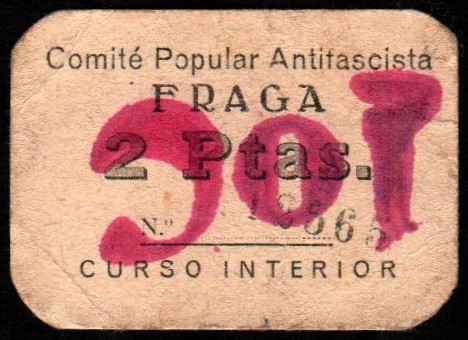 Comité Popular Antifascista
FRAGA
2 Ptas.
N.º
CURSO INTERIOR